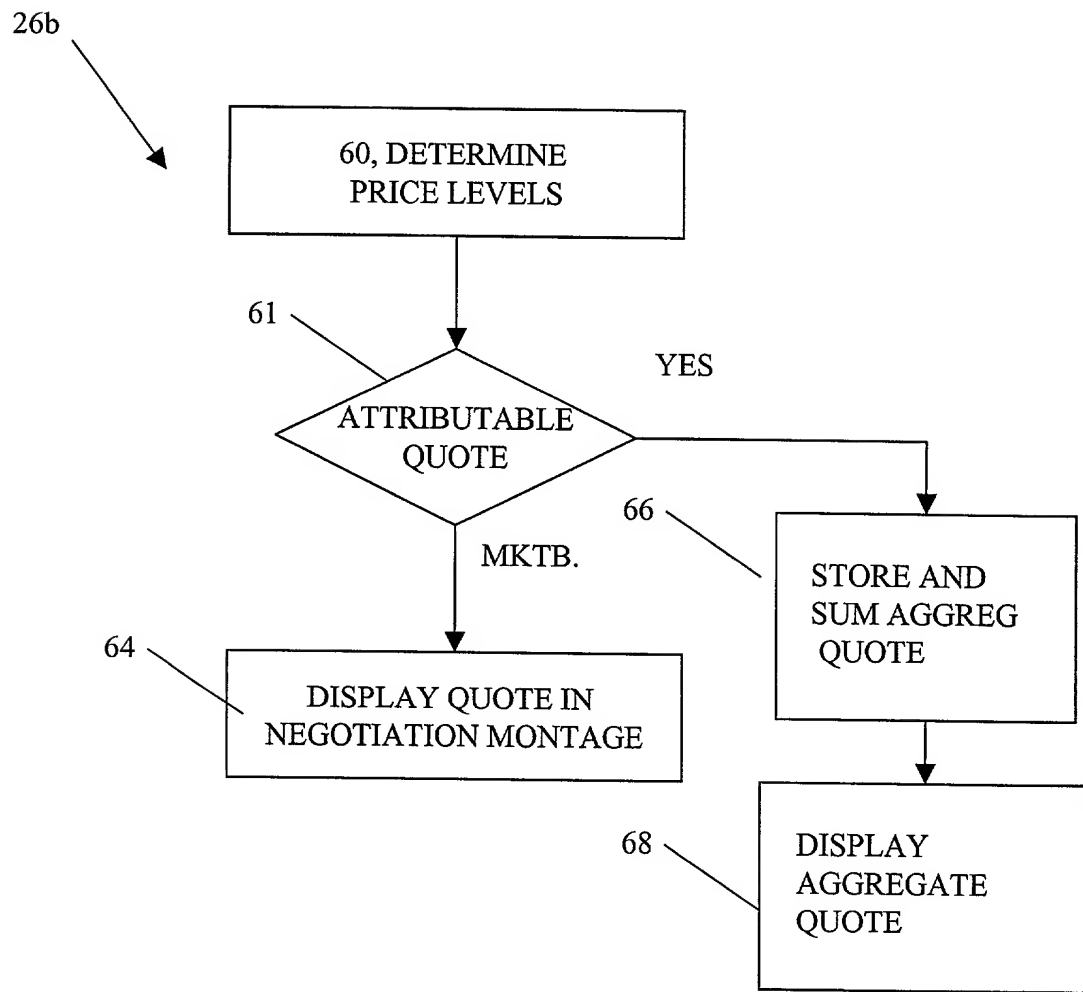 26b
60, DETERMINE
PRICE LEVELS
61
YES
ATTRIBUTABLE
QUOTE
66
MKTB.
STORE AND
SUM AGGREG
QUOTE
64
DISPLAY QUOTE IN
NEGOTIATION MONTAGE
68
DISPLAY
AGGREGATE
QUOTE